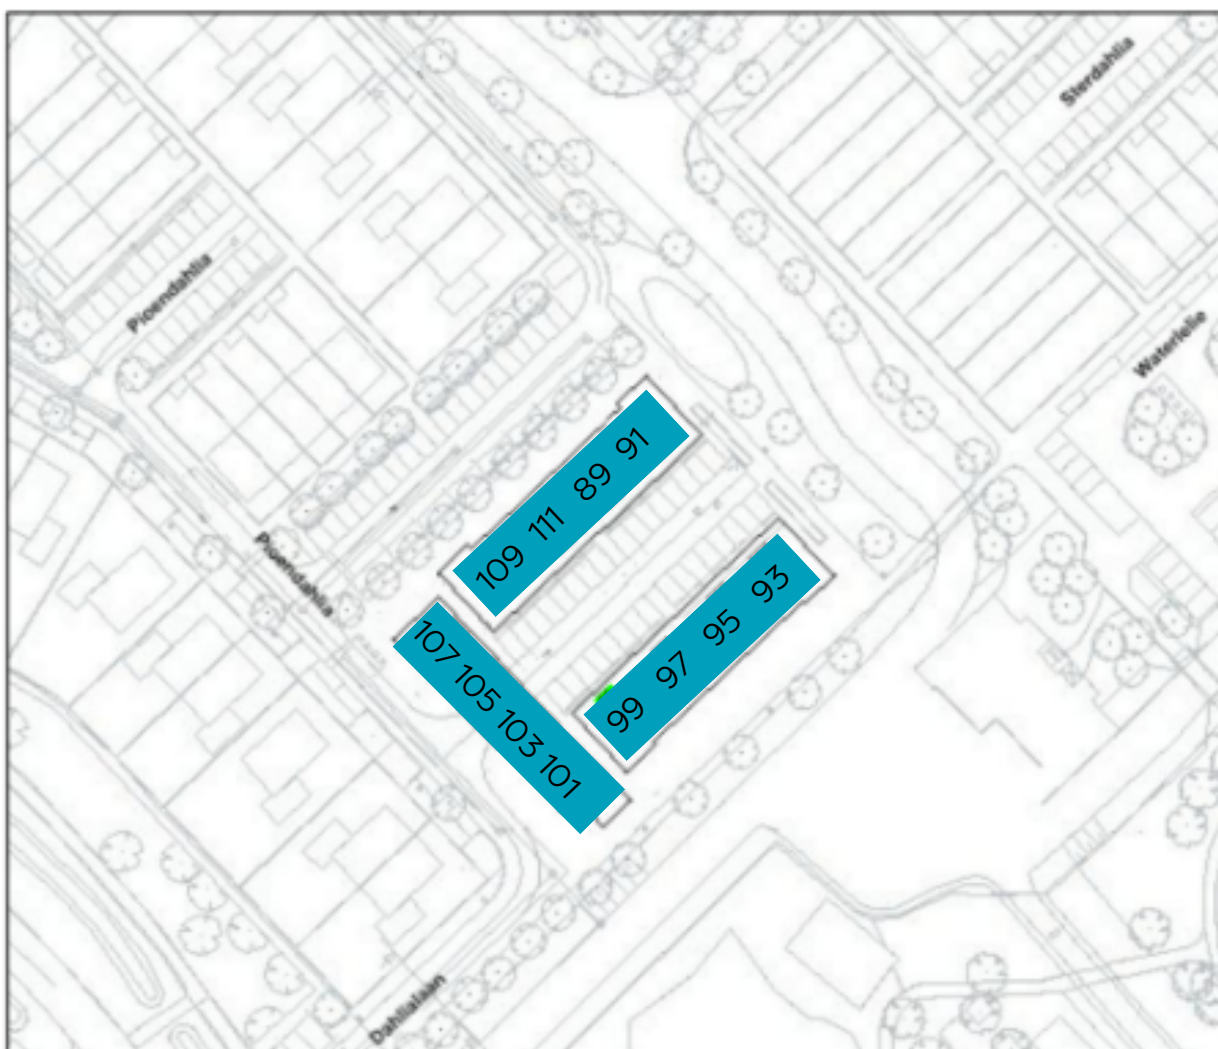 Sterdahlia
Pioendahlia
Waterlelie
109 111 89 91
Pioendahlia
99 97 95 93
107 105 103 101
Dahlialaan